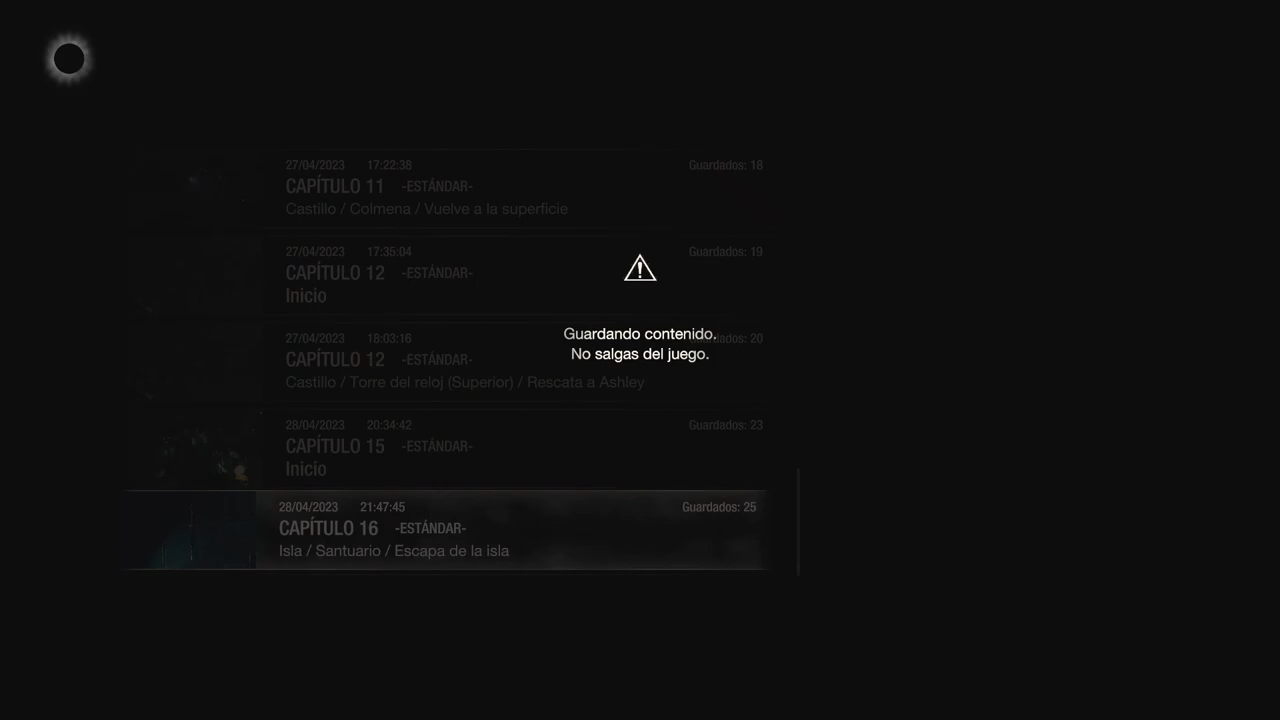 27/04/2023 17:22:38 Guardados: 18
CAPÍTULO 11 -ESTÁNDAR-
Castillo / Colmena / Vuelve a la superficie
27/04/2023 17:35:04 Guardados: 19
CAPÍTULO 12 -ESTÁNDAR-
Inicio
Guardando contenido.
No salgas del juego.
27/04/2023 18:03:16 Guardados: 20
CAPÍTULO 12 -ESTÁNDAR-
Castillo / Torre del reloj (Superior) / Rescata a Ashley
28/04/2023 20:34:42 Guardados: 23
CAPÍTULO 15 -ESTÁNDAR-
Inicio
28/04/2023 21:47:45 Guardados: 25
CAPÍTULO 16 -ESTÁNDAR-
Isla / Santuario / Escapa de la isla